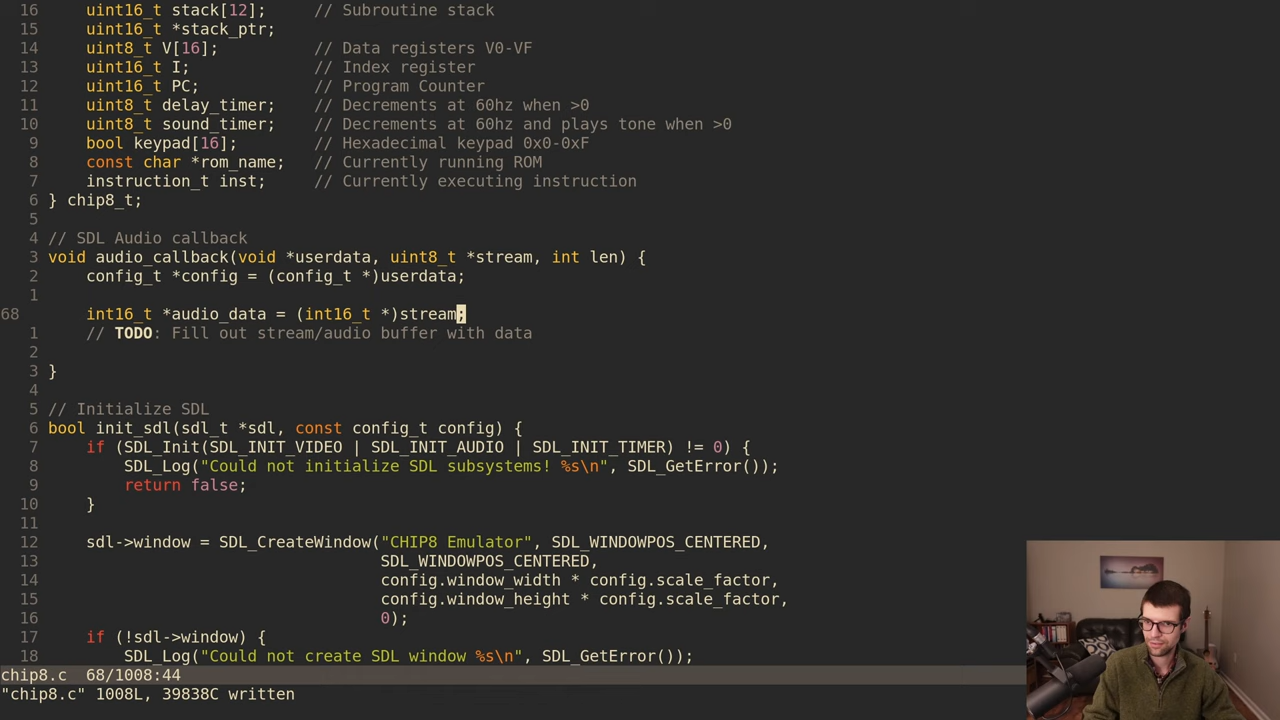 16 uint16_t stack[12]; // Subroutine stack
15 uint16_t *stack_ptr;
14 uint8_t V[16]; // Data registers V0-VF
13 uint16_t I; // Index register
12 uint16_t PC; // Program Counter
11 uint8_t delay_timer; // Decrements at 60hz when >0
10 uint8_t sound_timer; // Decrements at 60hz and plays tone when >0
9 bool keypad[16]; // Hexadecimal keypad 0x0-0xF
8 const char *rom_name; // Currently running ROM
7 instruction_t inst; // Currently executing instruction
6 } chip8_t;
5
4 // SDL Audio callback
3 void audio_callback(void *userdata, uint8_t *stream, int len) {
2 config_t *config = (config_t *)userdata;
1
68 int16_t *audio_data = (int16_t *)stream;
1 // TODO: Fill out stream/audio buffer with data
2
3 }
4
5 // Initialize SDL
6 bool init_sdl(sdl_t *sdl, const config_t config) {
7 if (SDL_Init(SDL_INIT_VIDEO | SDL_INIT_AUDIO | SDL_INIT_TIMER) != 0) {
8 SDL_Log("Could not initialize SDL subsystems! %s\n", SDL_GetError());
9 return false;
10 }
11
12 sdl->window = SDL_CreateWindow("CHIP8 Emulator", SDL_WINDOWPOS_CENTERED,
13 SDL_WINDOWPOS_CENTERED,
14 config.window_width * config.scale_factor,
15 config.window_height * config.scale_factor,
16 0);
17 if (!sdl->window) {
18 SDL_Log("Could not create SDL window %s\n", SDL_GetError());
chip8.c 68/1008:44
"chip8.c" 1008L, 39838C written